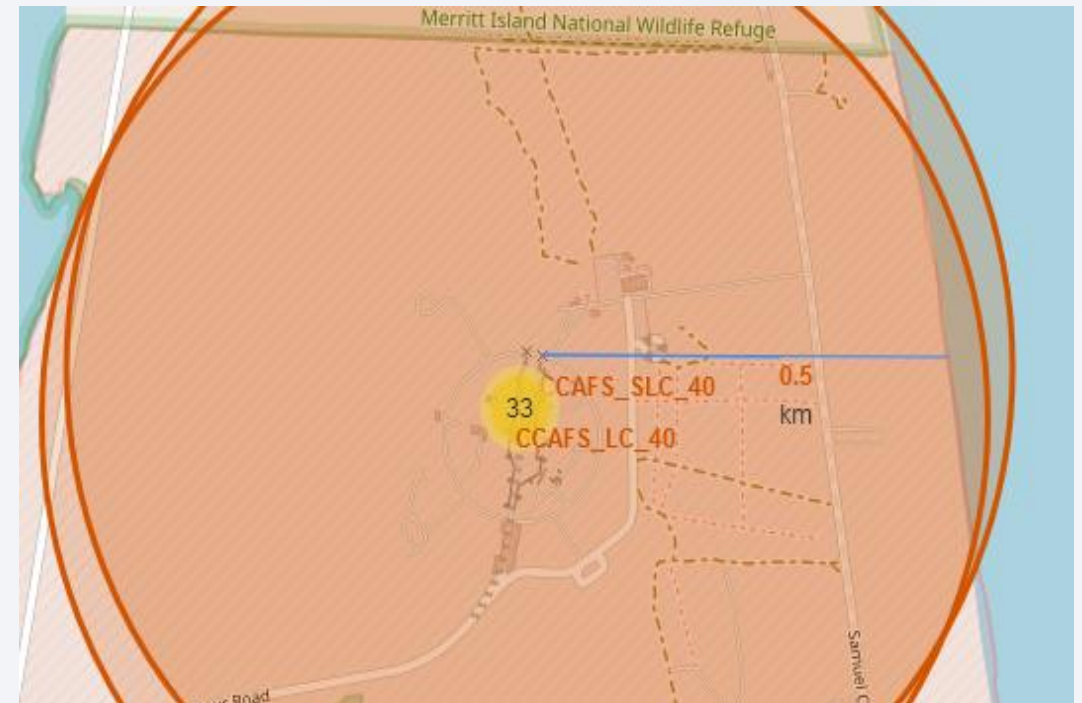 Merritt Island National Wildlife Refuge
CCAFS_SLC_40
0.5
km
33
CCAFS_LC_40
Samuel C
Road